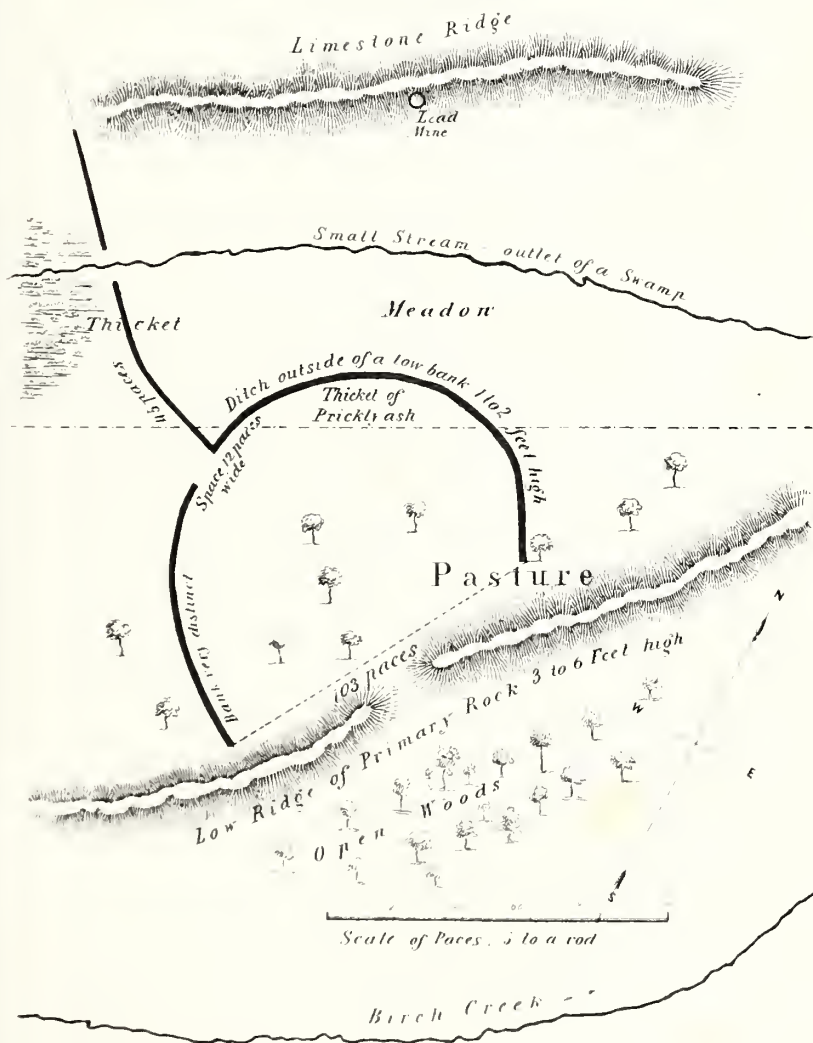 Limestone Ridge
Lead
Mine
Small Stream - outlet of a Swamp
Meadow
Thicket
45 paces
Ditch outside of a low bank 1 to 2 feet high
Thicket of
Prickly ash
Space 12 paces
wide
Pasture
Bank very distinct
103 paces
Low Ridge of Primary Rock 3 to 6 Feet high
Open Woods
N
W
E
S
Scale of Paces, to a rod
Birch Creek